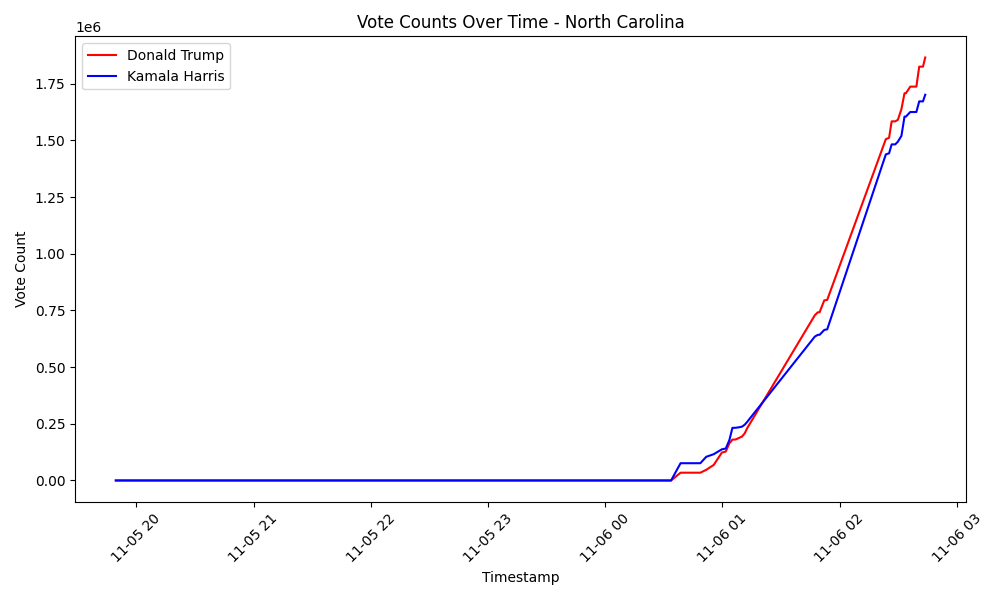 Vote Counts Over Time - North Carolina
1e6
Donald Trump
Kamala Harris
1.75
1.50
1.25
1.00
0.75
0.50
0.25
0.00
Vote Count
11-05 20
11-05 21
11-05 22
11-05 23
11-06 00
11-06 01
11-06 02
11-06 03
Timestamp